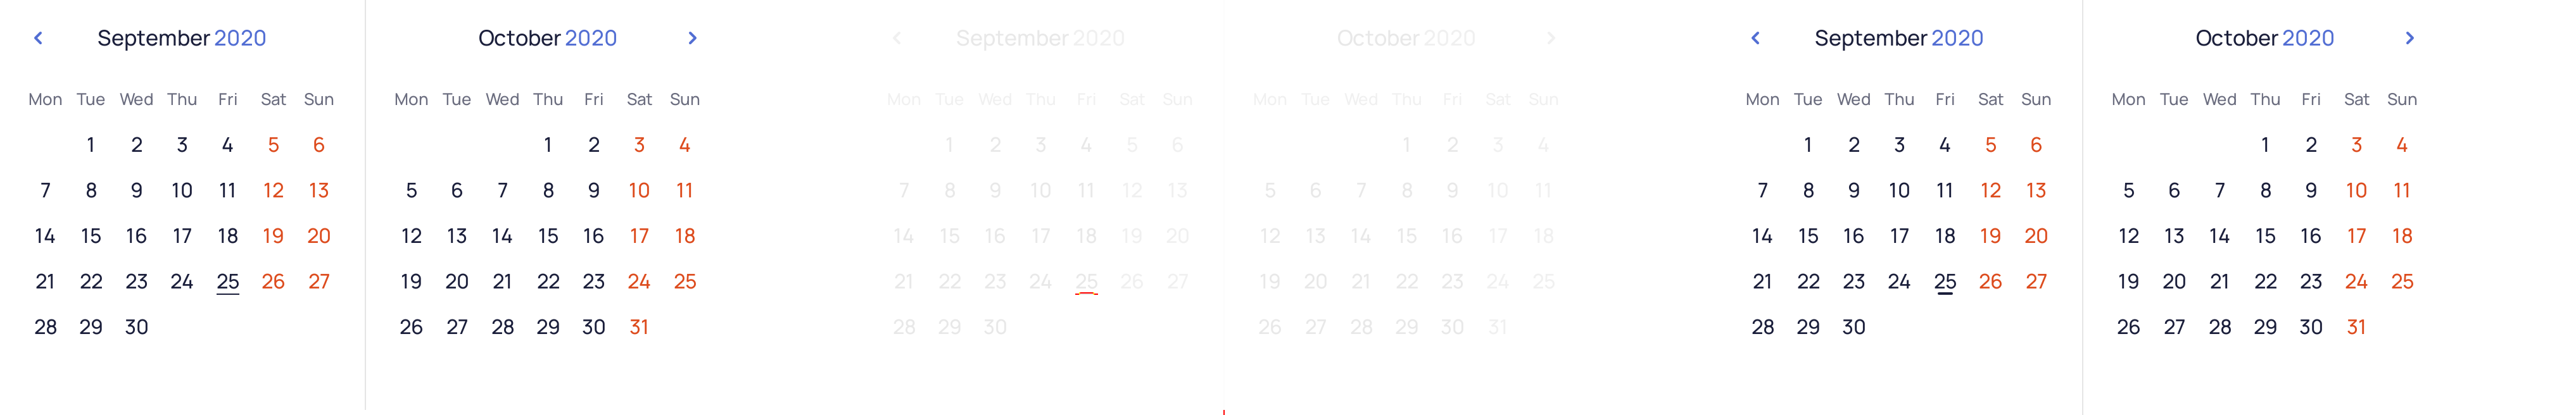 September 2020 October 2020 September 2020 October 2020 September 2020 October 2020
Mon Tue Wed Thu Fri Sat Sun Mon Tue Wed Thu Fri Sat Sun Mon Tue Wed Thu Fri Sat Sun Mon Tue Wed Thu Fri Sat Sun Mon Tue Wed Thu Fri Sat Sun Mon Tue Wed Thu Fri Sat Sun
1 2 3 4 5 6 1 2 3 4 1 2 3 4 5 6 1 2 3 4 1 2 3 4 5 6 1 2 3 4
7 8 9 10 11 12 13 5 6 7 8 9 10 11 7 8 9 10 11 12 13 5 6 7 8 9 10 11 7 8 9 10 11 12 13 5 6 7 8 9 10 11
14 15 16 17 18 19 20 12 13 14 15 16 17 18 14 15 16 17 18 19 20 12 13 14 15 16 17 18 14 15 16 17 18 19 20 12 13 14 15 16 17 18
21 22 23 24 25 26 27 19 20 21 22 23 24 25 21 22 23 24 25 26 27 19 20 21 22 23 24 25 21 22 23 24 25 26 27 19 20 21 22 23 24 25
28 29 30 26 27 28 29 30 31 28 29 30 26 27 28 29 30 31 28 29 30 26 27 28 29 30 31